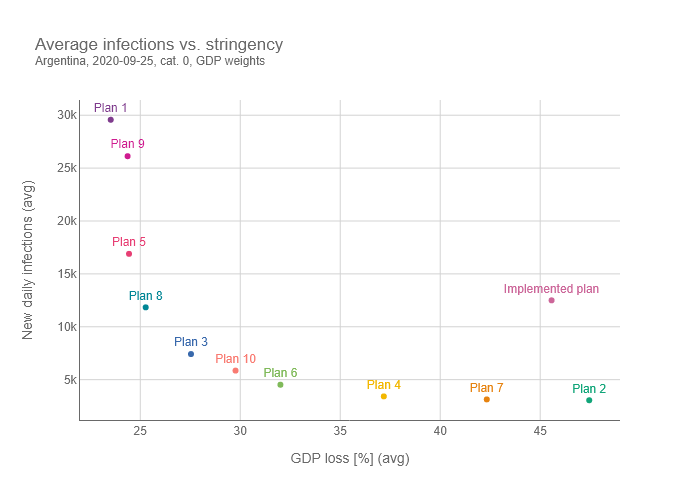 Average infections vs. stringency
Argentina, 2020-09-25, cat. 0, GDP weights
30k
25k
20k
15k
10k
5k
New daily infections (avg)
Plan 1
Plan 9
Plan 5
Plan 8
Implemented plan
Plan 3
Plan 10
Plan 6
Plan 4
Plan 7
Plan 2
25
30
35
40
45
GDP loss [%] (avg)